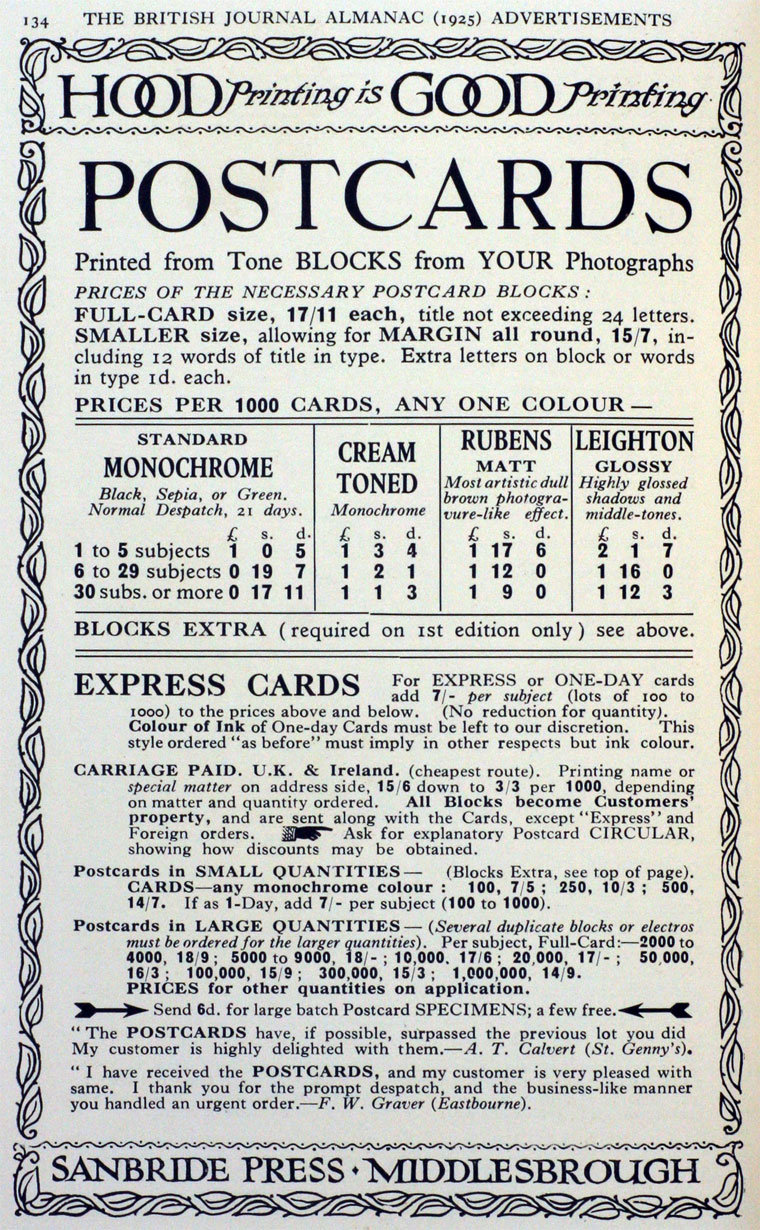 134 THE BRITISH JOURNAL ALMANAC (1925) ADVERTISEMENTS
HOOD Printing is GOOD Printing
POSTCARDS
Printed from Tone BLOCKS from YOUR Photographs
PRICES OF THE NECESSARY POSTCARD BLOCKS :
FULL-CARD size, 17/11 each, title not exceeding 24 letters.
SMALLER size, allowing for MARGIN all round, 15/7, in-
cluding 12 words of title in type. Extra letters on block or words
in type 1d. each.
PRICES PER 1000 CARDS, ANY ONE COLOUR —
STANDARD
MONOCHROME
Black, Sepia, or Green.
Normal Despatch, 21 days.
CREAM
TONED
Monochrome
RUBENS
MATT
Most artistic dull
brown photogra-
vure-like effect.
LEIGHTON
GLOSSY
Highly glossed
shadows and
middle-tones.
£ s. d. £ s. d. £ s. d. £ s. d.
1 to 5 subjects 1 0 5 1 3 4 1 17 6 2 1 7
6 to 29 subjects 0 19 7 1 2 1 1 12 0 1 16 0
30 subs. or more 0 17 11 1 1 3 1 9 0 1 12 3
BLOCKS EXTRA (required on 1st edition only) see above.
EXPRESS CARDS For EXPRESS or ONE-DAY cards
add 7/- per subject (lots of 100 to
1000) to the prices above and below. (No reduction for quantity).
Colour of Ink of One-day Cards must be left to our discretion. This
style ordered "as before" must imply in other respects but ink colour.
CARRIAGE PAID. U.K. & Ireland. (cheapest route). Printing name or
special matter on address side, 15/6 down to 3/3 per 1000, depending
on matter and quantity ordered. All Blocks become Customers'
property, and are sent along with the Cards, except "Express" and
Foreign orders. Ask for explanatory Postcard CIRCULAR,
showing how discounts may be obtained.
Postcards in SMALL QUANTITIES — (Blocks Extra, see top of page).
CARDS—any monochrome colour : 100, 7/5 ; 250, 10/3 ; 500,
14/7. If as 1-Day, add 7/- per subject (100 to 1000).
Postcards in LARGE QUANTITIES — (Several duplicate blocks or electros
must be ordered for the larger quantities). Per subject, Full-Card:—2000 to
4000, 18/9 ; 5000 to 9000, 18/- ; 10,000, 17/6 ; 20,000, 17/- ; 50,000,
16/3 ; 100,000, 15/9 ; 300,000, 15/3 ; 1,000,000, 14/9.
PRICES for other quantities on application.
Send 6d. for large batch Postcard SPECIMENS; a few free.
"The POSTCARDS have, if possible, surpassed the previous lot you did
My customer is highly delighted with them.—A. T. Calvert (St. Genny's).
"I have received the POSTCARDS, and my customer is very pleased with
same. I thank you for the prompt despatch, and the business-like manner
you handled an urgent order.—F. W. Graver (Eastbourne).
SANBRIDE PRESS · MIDDLESBROUGH